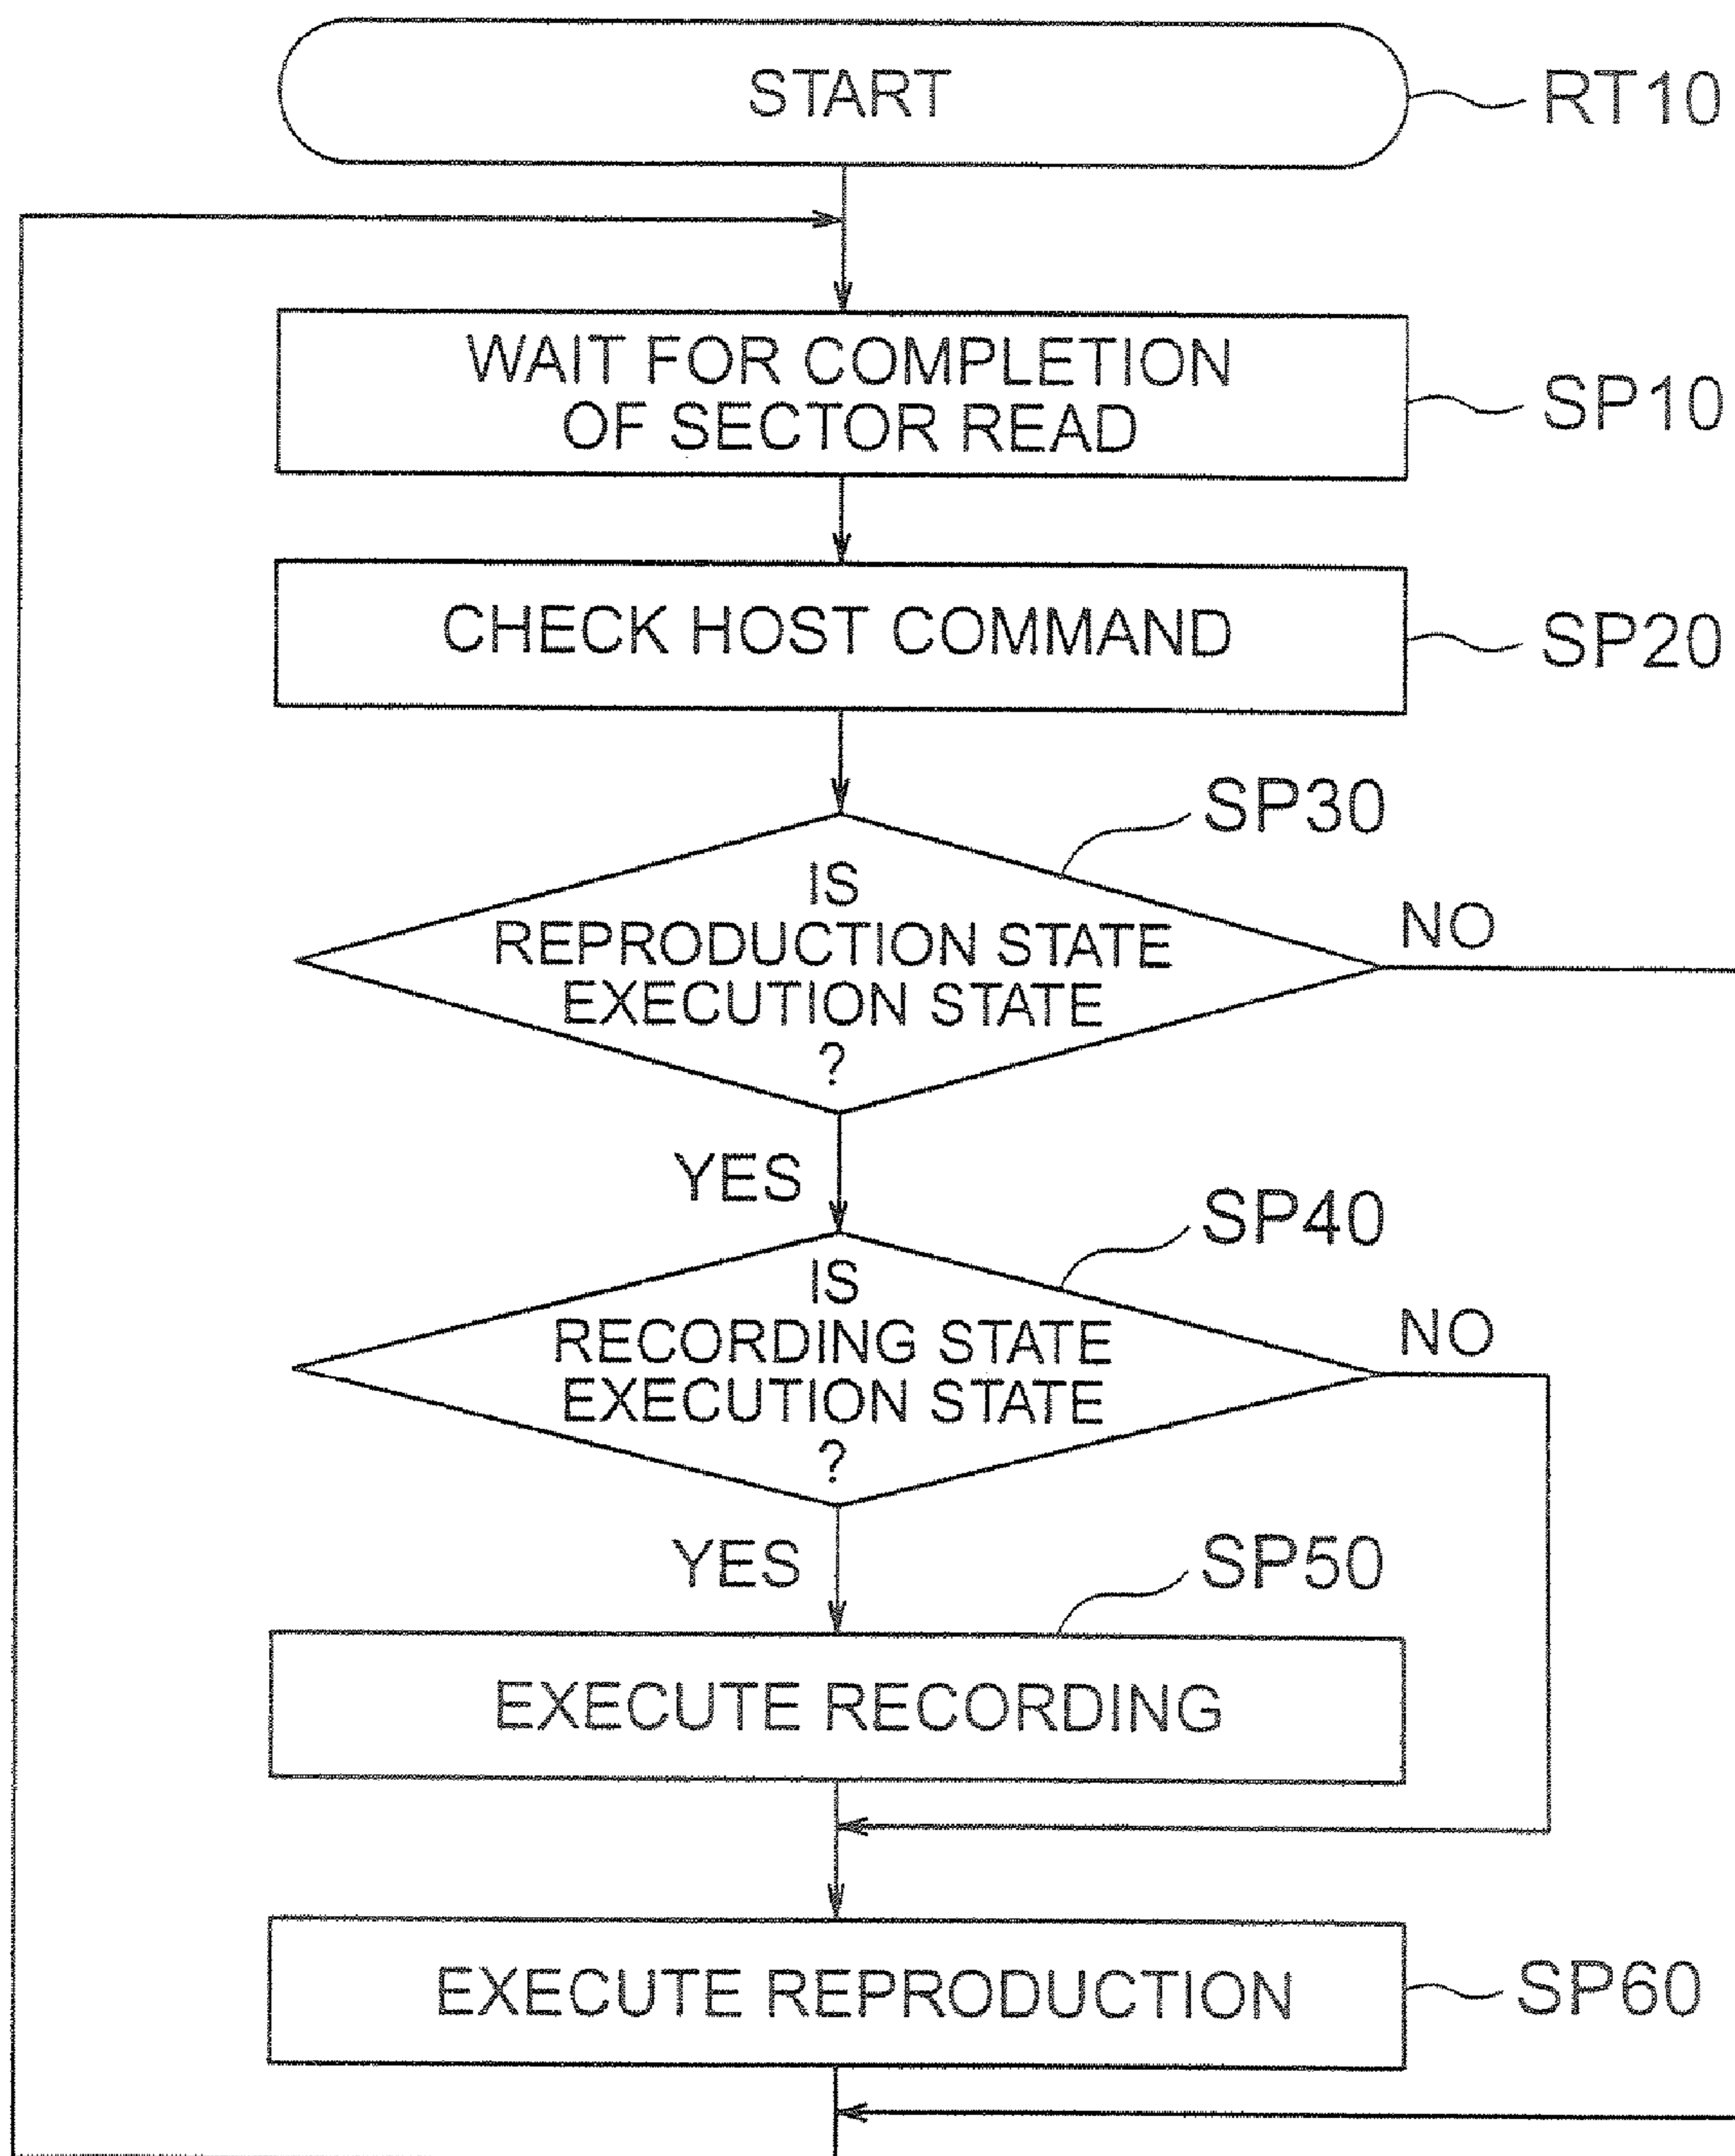 START
RT10
WAIT FOR COMPLETION
OF SECTOR READ
SP10
CHECK HOST COMMAND
SP20
SP30
IS
REPRODUCTION STATE
EXECUTION STATE
?
NO
YES
SP40
IS
RECORDING STATE
EXECUTION STATE
?
NO
YES
SP50
EXECUTE RECORDING
EXECUTE REPRODUCTION
SP60